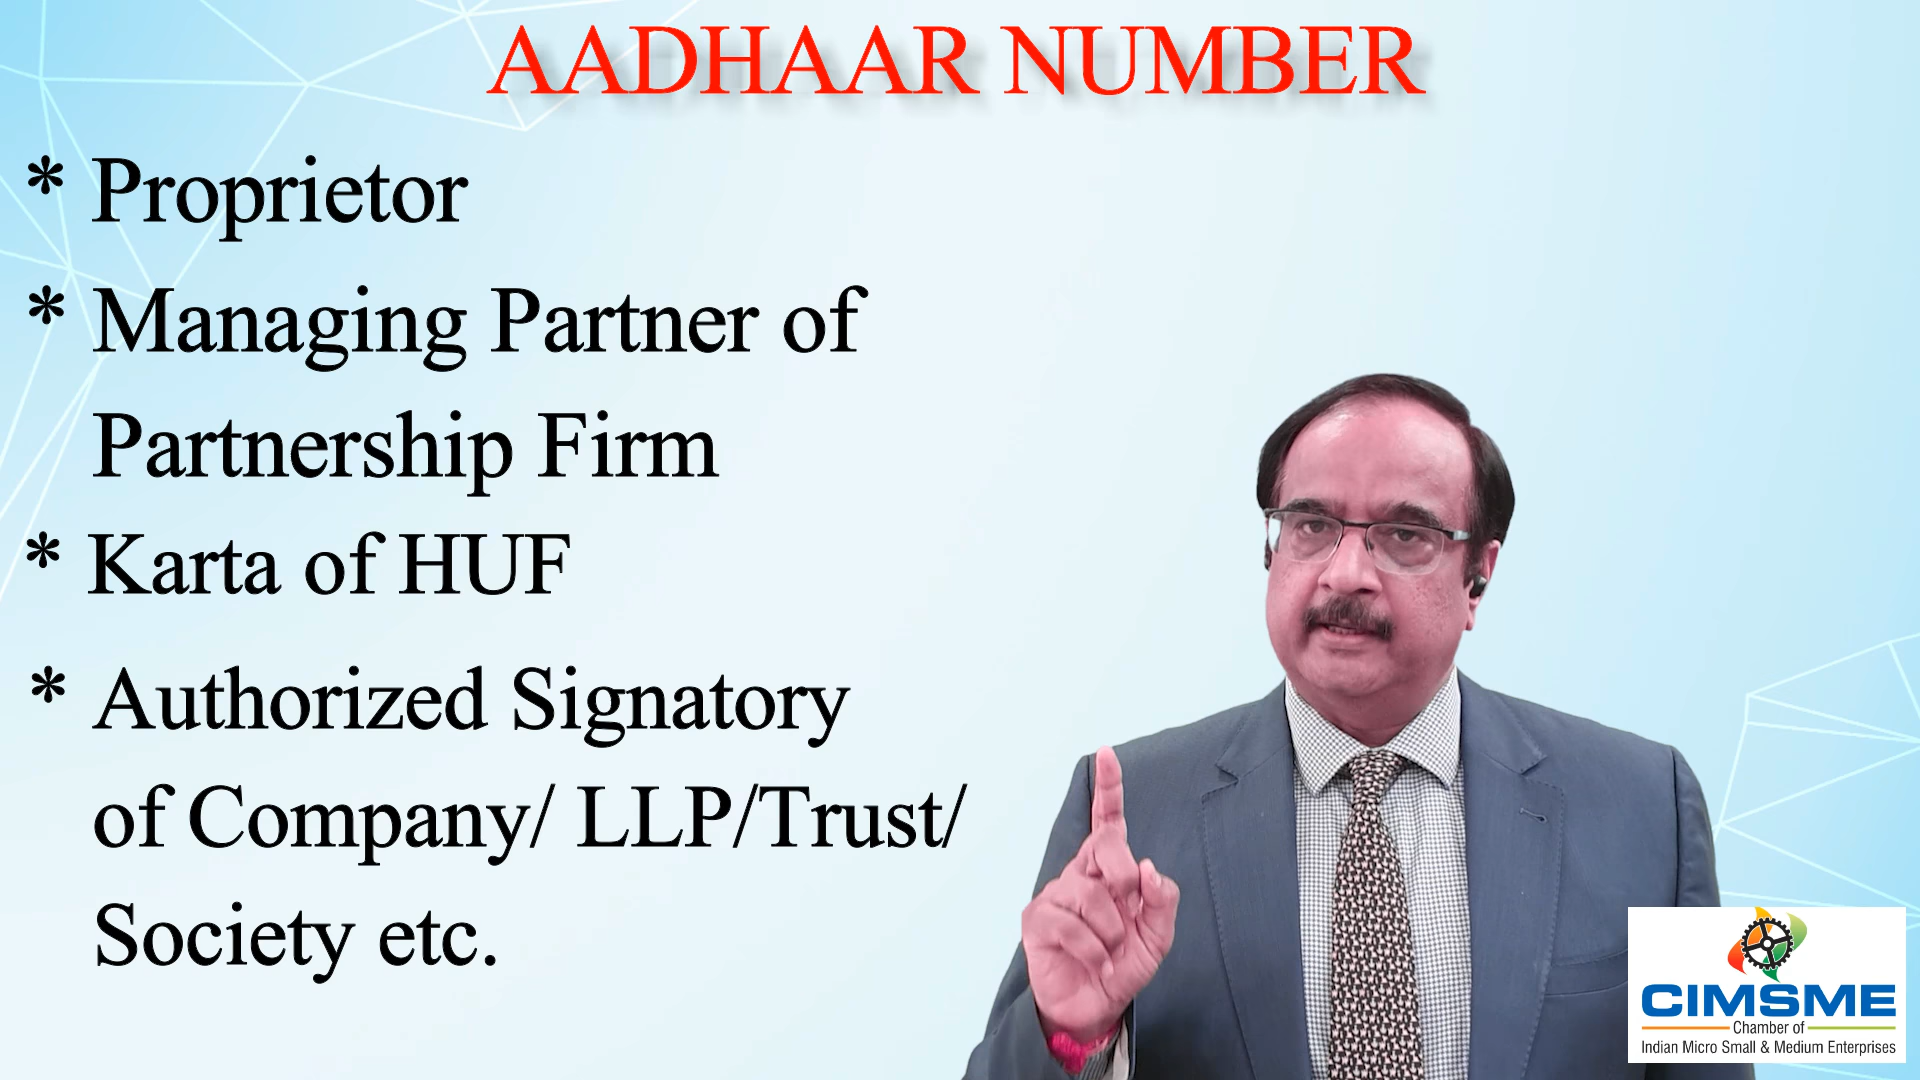 AADHAAR NUMBER
* Proprietor
* Managing Partner of
Partnership Firm
* Karta of HUF
* Authorized Signatory
of Company/ LLP/Trust/
Society etc.
CIMSME
Chamber of
Indian Micro Small & Medium Enterprises